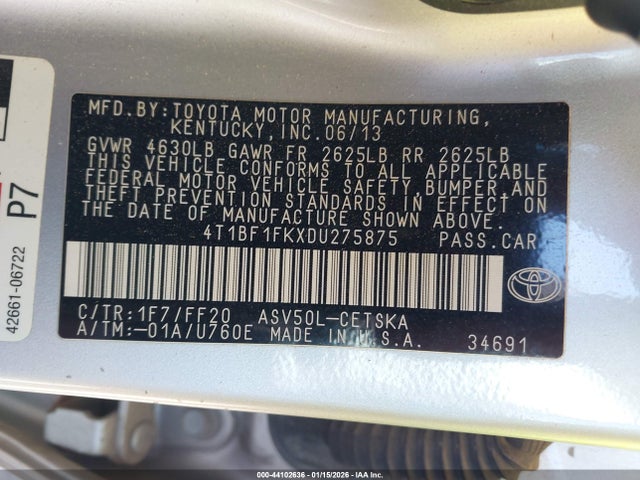 MFD. BY: TOYOTA MOTOR MANUFACTURING,
KENTUCKY, INC. 06/13
GVWR 4630LB GAWR FR 2625LB RR 2625LB
THIS VEHICLE CONFORMS TO ALL APPLICABLE
FEDERAL MOTOR VEHICLE SAFETY, BUMPER, AND
THEFT PREVENTION STANDARDS IN EFFECT ON
THE DATE OF MANUFACTURE SHOWN ABOVE.
4T1BF1FKXDU275875 PASS. CAR
C/TR: 1F7/FF20 ASV50L-CETSKA
A/TM:-01A/U760E MADE IN U.S.A. 34691
P7
42661-06722
000-44102636 - 01/15/2026 - IAA Inc.